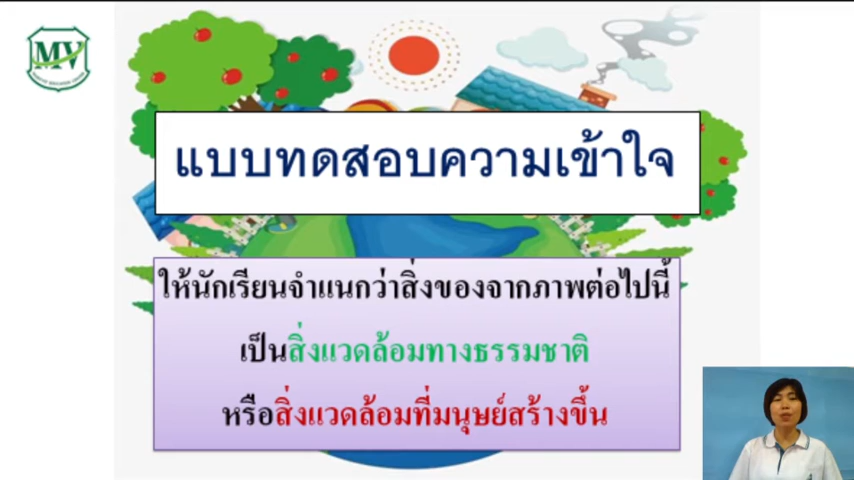 MV
แบบทดสอบความเข้าใจ
ให้นักเรียนจำแนกว่าสิ่งของจากภาพต่อไปนี้
เป็นสิ่งแวดล้อมทางธรรมชาติ
หรือสิ่งแวดล้อมที่มนุษย์สร้างขึ้น